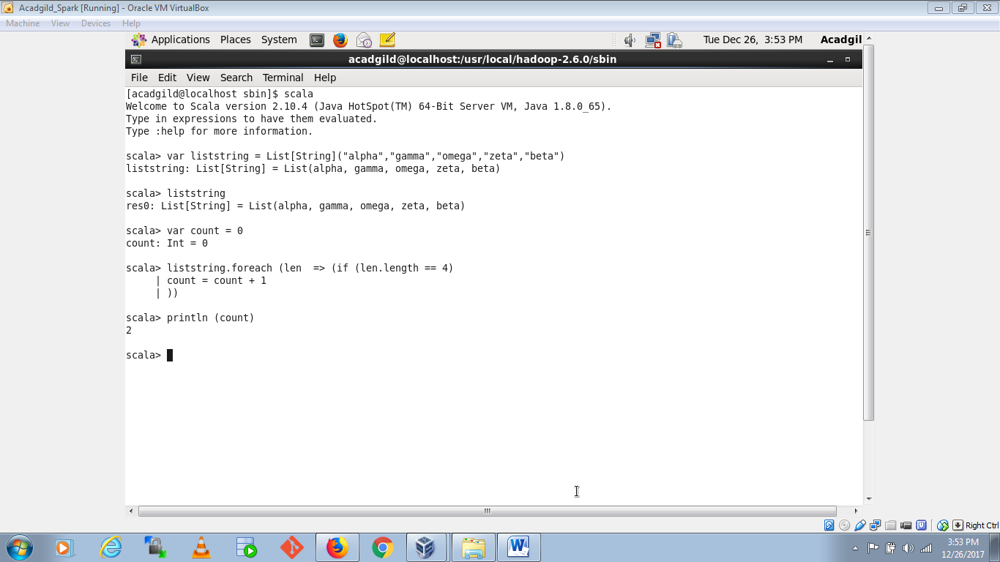 Acadgild_Spark [Running] - Oracle VM VirtualBox
Machine View Devices Help
Applications Places System Tue Dec 26, 3:53 PM Acadgil
acadgild@localhost:/usr/local/hadoop-2.6.0/sbin
File Edit View Search Terminal Help
[acadgild@localhost sbin]$ scala
Welcome to Scala version 2.10.4 (Java HotSpot(TM) 64-Bit Server VM, Java 1.8.0_65).
Type in expressions to have them evaluated.
Type :help for more information.
scala> var liststring = List[String]("alpha","gamma","omega","zeta","beta")
liststring: List[String] = List(alpha, gamma, omega, zeta, beta)
scala> liststring
res0: List[String] = List(alpha, gamma, omega, zeta, beta)
scala> var count = 0
count: Int = 0
scala> liststring.foreach (len  => (if (len.length == 4)
     | count = count + 1
     | ))
scala> println (count)
2
scala>
Right Ctrl
3:53 PM
12/26/2017